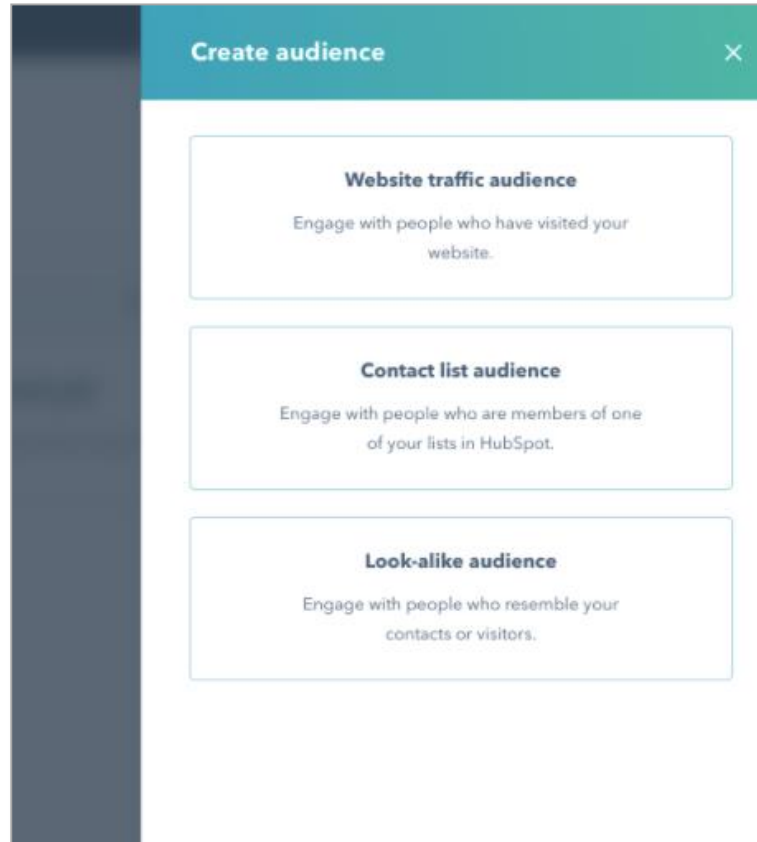 Create audience
Website traffic audience
Engage with people who have visited your
website.
Contact list audience
Engage with people who are members of one
of your lists in HubSpot.
Look-alike audience
Engage with people who resemble your
contacts or visitors.